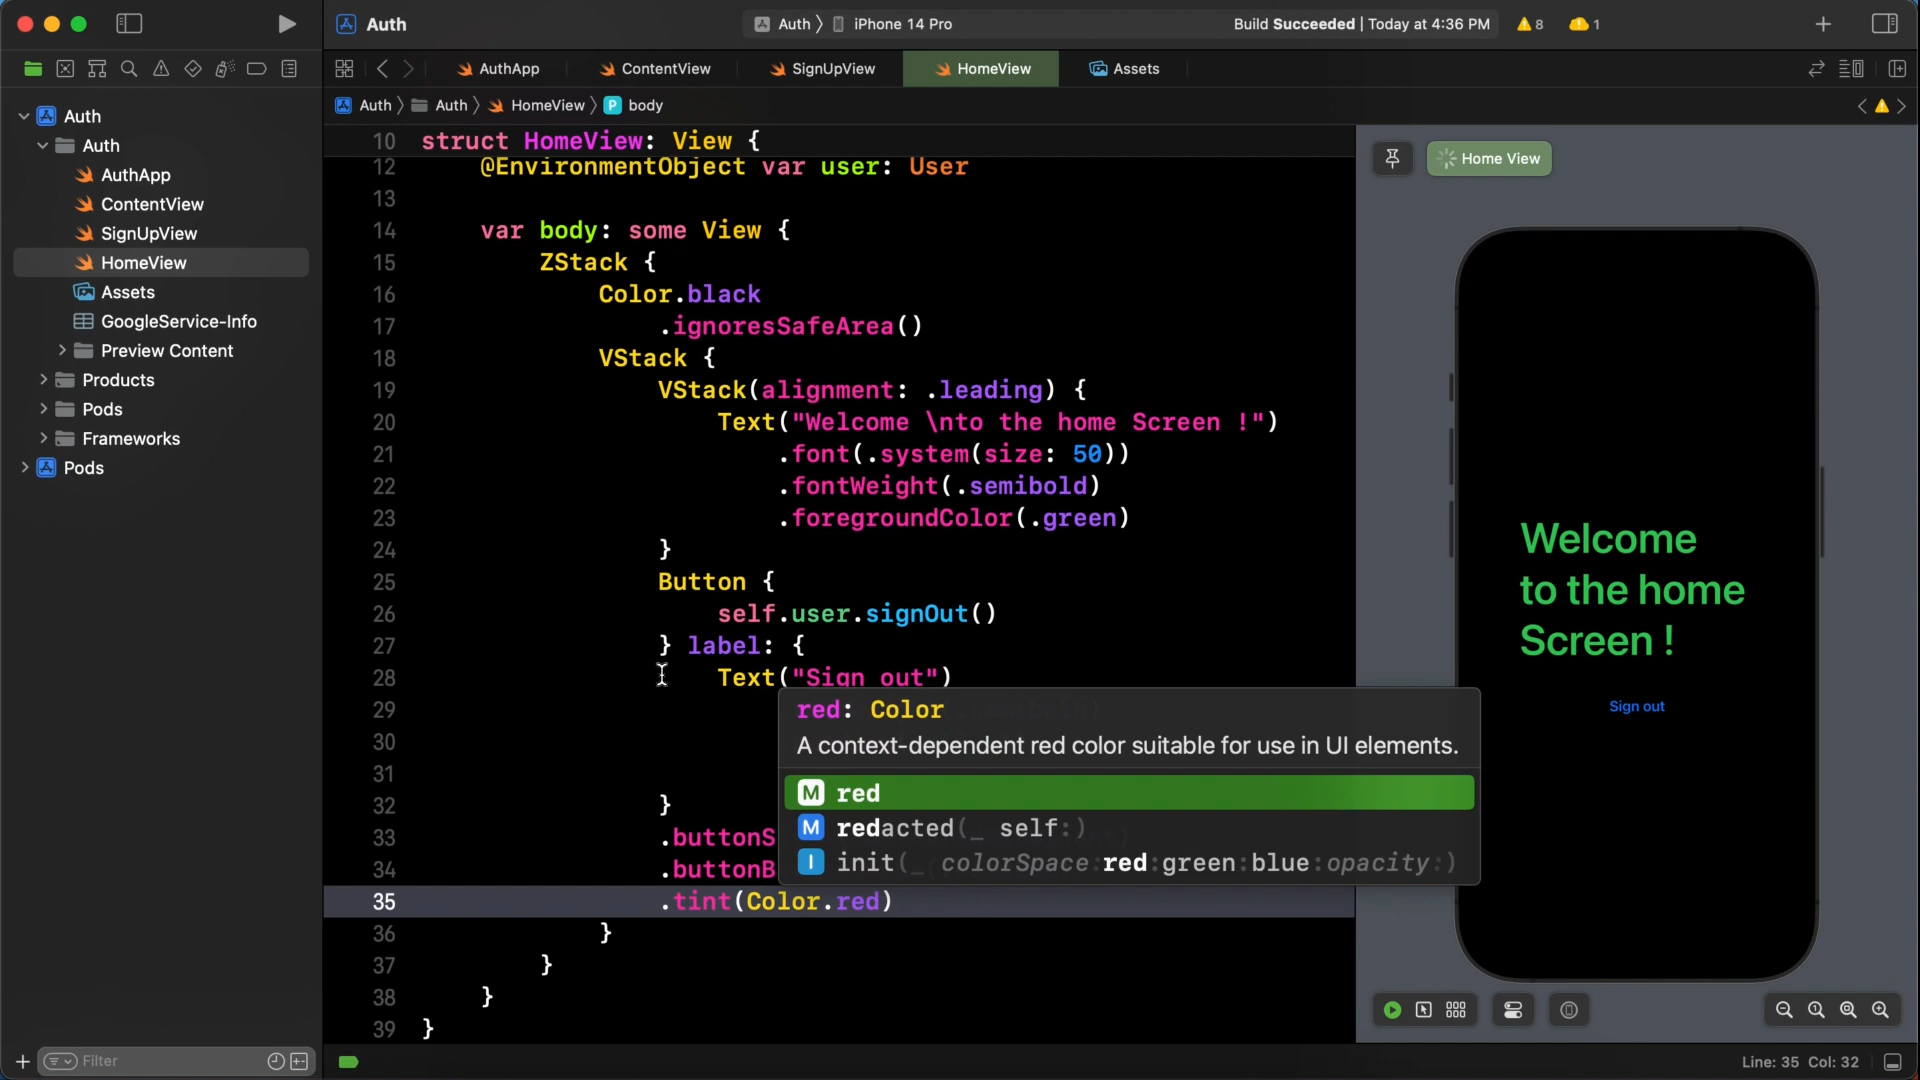 Auth
Auth 〉 iPhone 14 Pro
Build Succeeded | Today at 4:36 PM
8
1
AuthApp
ContentView
SignUpView
HomeView
Assets
Auth 〉 Auth 〉 HomeView 〉 P body
Auth
Auth
AuthApp
ContentView
SignUpView
HomeView
Assets
GoogleService-Info
Preview Content
Products
Pods
Frameworks
Pods
Filter
10 struct HomeView: View {
12 @EnvironmentObject var user: User
13
14 var body: some View {
15 ZStack {
16 Color.black
17 .ignoresSafeArea()
18 VStack {
19 VStack(alignment: .leading) {
20 Text("Welcome \nto the home Screen !")
21 .font(.system(size: 50))
22 .fontWeight(.semibold)
23 .foregroundColor(.green)
24 }
25 Button {
26 self.user.signOut()
27 } label: {
28 Text("Sign out")
29
30
31
32 }
33 .buttonS
34 .buttonB
35 .tint(Color.red)
36 }
37 }
38 }
39 }
red: Color
A context-dependent red color suitable for use in UI elements.
M red
M redacted(_ self:)
I init(_ colorSpace:red:green:blue:opacity:)
Home View
Welcome
to the home
Screen !
Sign out
Line: 35 Col: 32